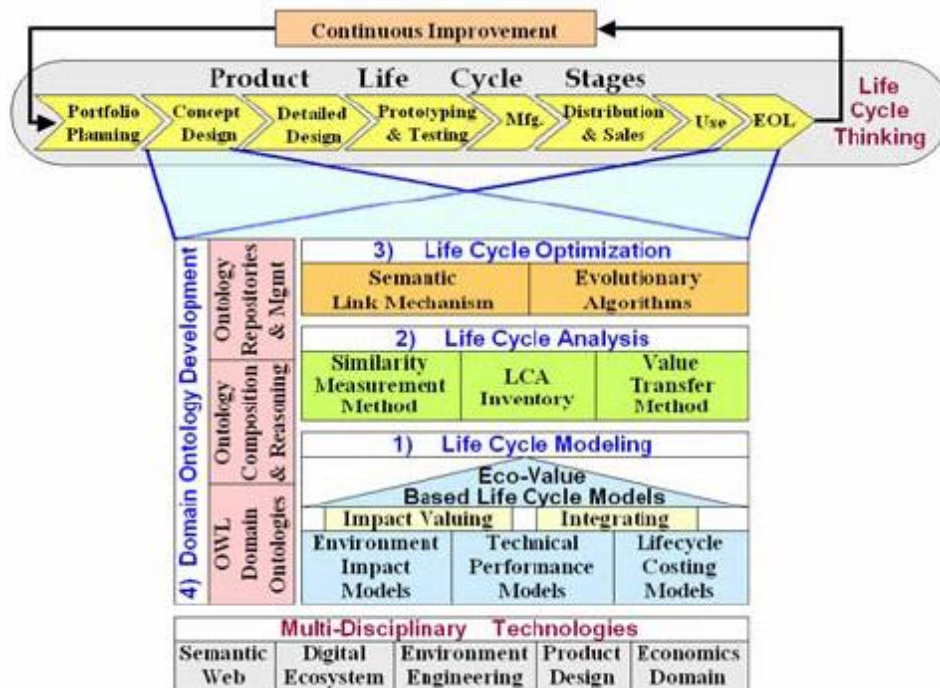 Continuous Improvement
Product Life Cycle Stages
Life
Cycle
Thinking
Portfolio
Planning
Concept
Design
Detailed
Design
Prototyping
& Testing
Mfg.
Distribution
& Sales
Use
EOL
4) Domain Ontology Development
Ontology
Repositories
& Mgmt
Ontology
Composition
& Reasoning
OWL
Domain
Ontologies
3) Life Cycle Optimization
Semantic
Link Mechanism
Evolutionary
Algorithms
2) Life Cycle Analysis
Similarity
Measurement
Method
LCA
Inventory
Value
Transfer
Method
1) Life Cycle Modeling
Eco-Value
Based Life Cycle Models
Impact Valuing
Integrating
Environment
Impact
Models
Technical
Performance
Models
Lifecycle
Costing
Models
Multi-Disciplinary Technologies
Semantic
Web
Digital
Ecosystem
Environment
Engineering
Product
Design
Economics
Domain